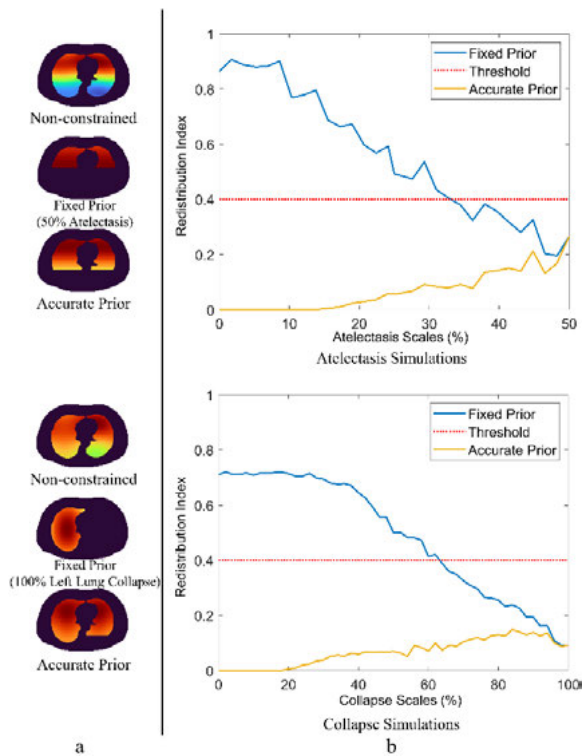 Non-constrained
Fixed Prior
(50% Atelectasis)
Accurate Prior
1
0.8
0.6
0.4
0.2
0
Redistribution Index
Fixed Prior
Threshold
Accurate Prior
0 10 20 30 40 50
Atelectasis Scales (%)
Atelectasis Simulations
Non-constrained
Fixed Prior
(100% Left Lung Collapse)
Accurate Prior
1
0.8
0.6
0.4
0.2
0
Redistribution Index
Fixed Prior
Threshold
Accurate Prior
0 20 40 60 80 100
Collapse Scales (%)
Collapse Simulations
a b